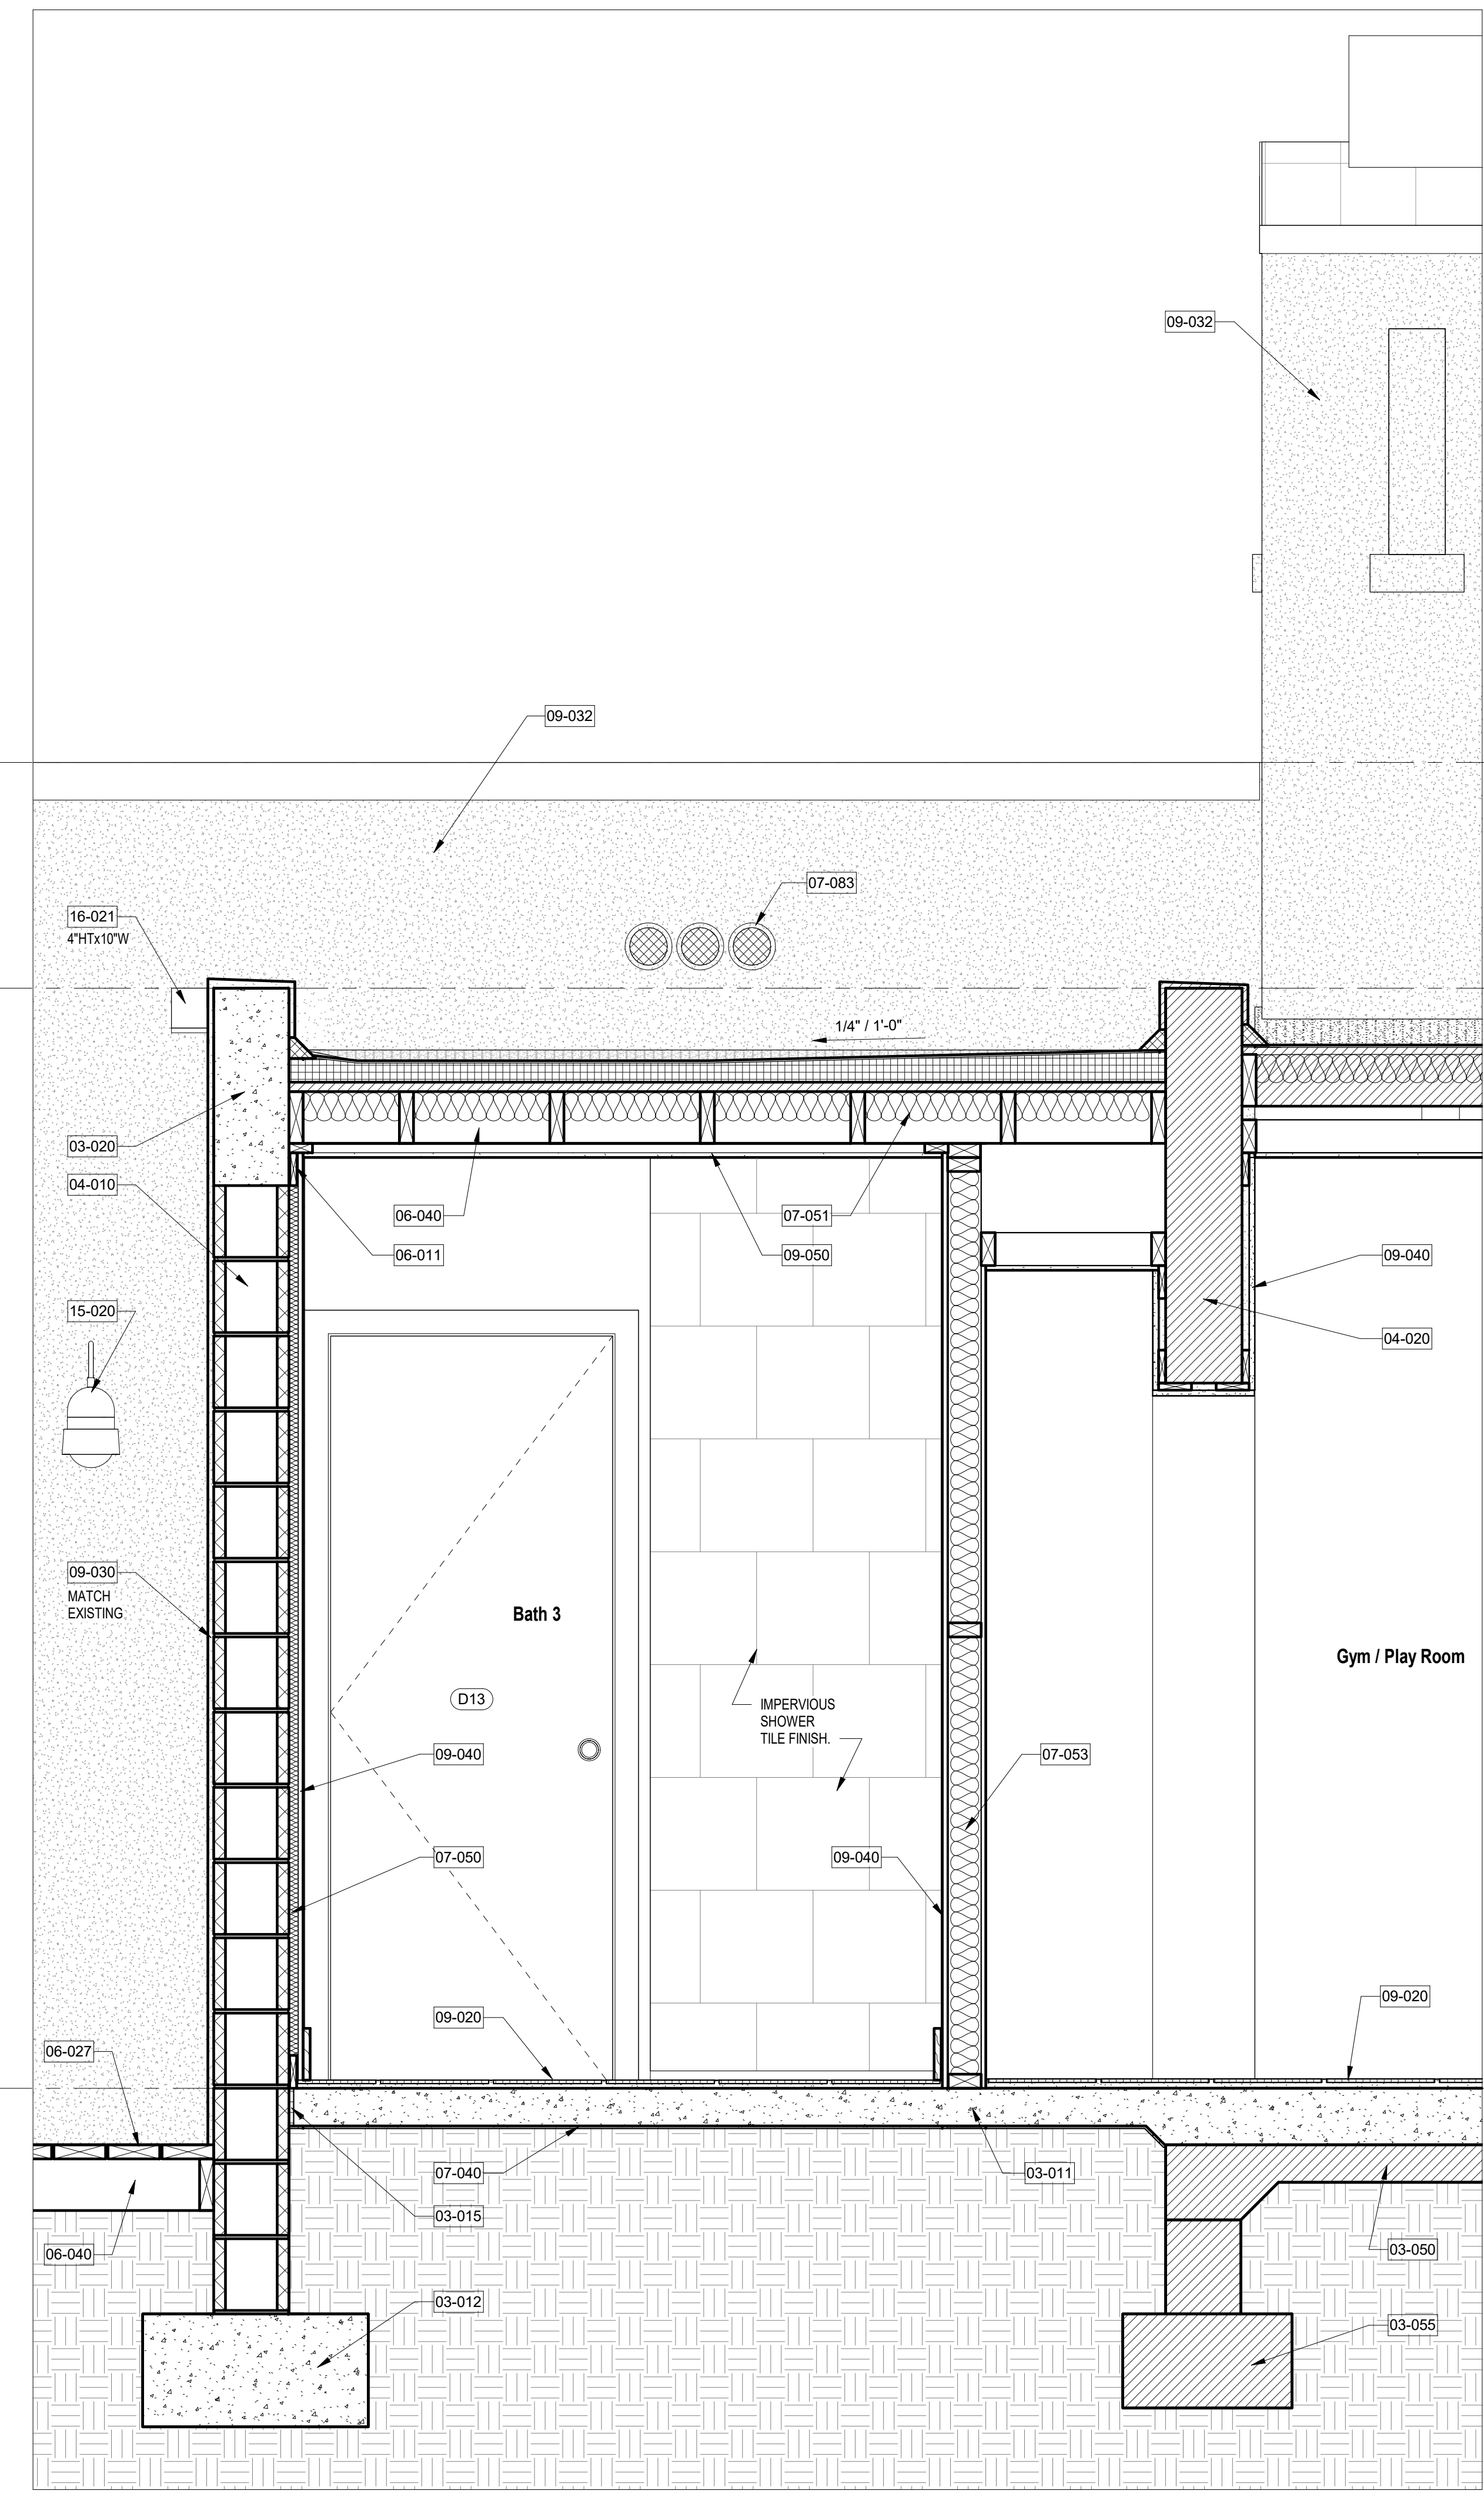 09-032
09-032
07-083
16-021
4"HTx10"W
1/4" / 1'-0"
03-020
04-010
06-040
07-051
06-011
09-050
09-040
15-020
04-020
09-030
MATCH
EXISTING
Bath 3
Gym / Play Room
D13
IMPERVIOUS
SHOWER
TILE FINISH.
09-040
07-053
07-050
09-040
09-020
09-020
06-027
07-040
03-011
03-015
06-040
03-050
03-012
03-055